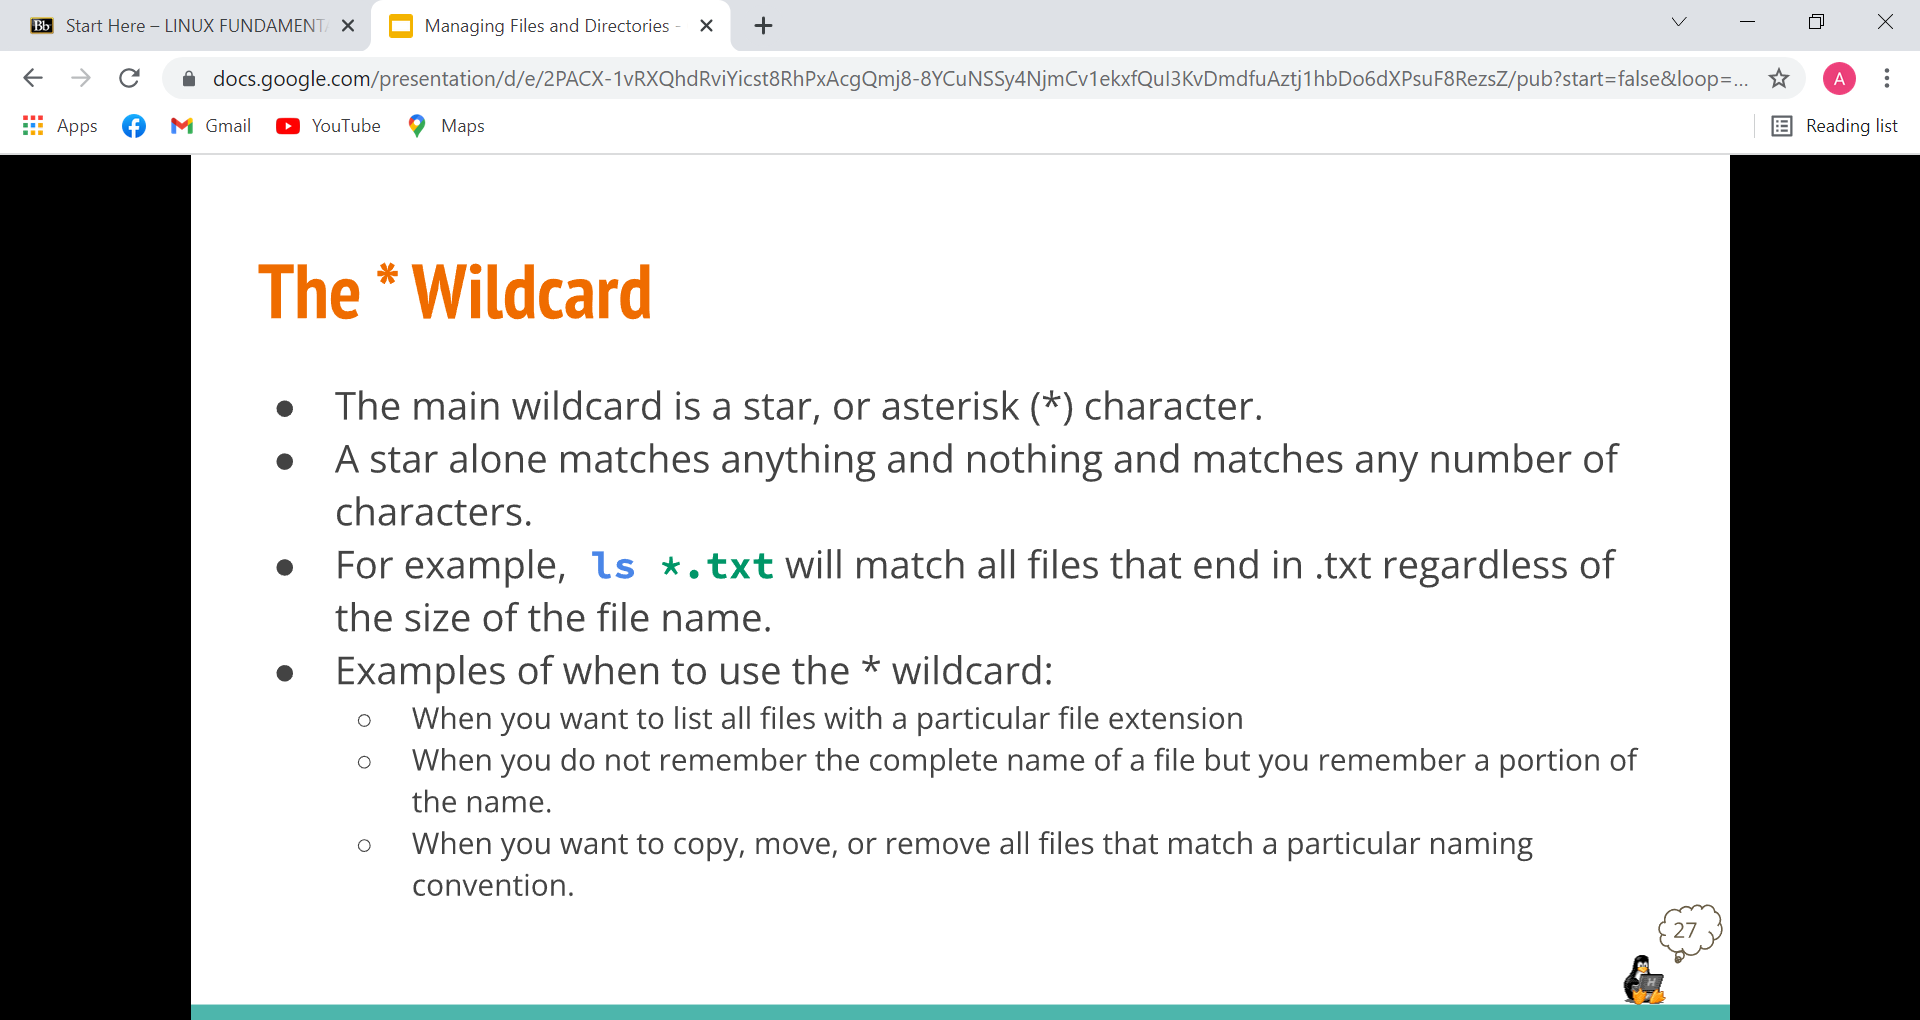 Start Here – LINUX FUNDAMENT
Managing Files and Directories -
docs.google.com/presentation/d/e/2PACX-1vRXQhdRviYicst8RhPxAcgQmj8-8YCuNSSy4NjmCv1ekxfQuI3KvDmdfuAztj1hbDo6dXPsuF8RezsZ/pub?start=false&loop=...
A
Apps
Gmail
YouTube
Maps
Reading list
The * Wildcard
● The main wildcard is a star, or asterisk (*) character.
● A star alone matches anything and nothing and matches any number of
characters.
● For example, ls *.txt will match all files that end in .txt regardless of
the size of the file name.
● Examples of when to use the * wildcard:
○ When you want to list all files with a particular file extension
○ When you do not remember the complete name of a file but you remember a portion of
the name.
○ When you want to copy, move, or remove all files that match a particular naming
convention.
27